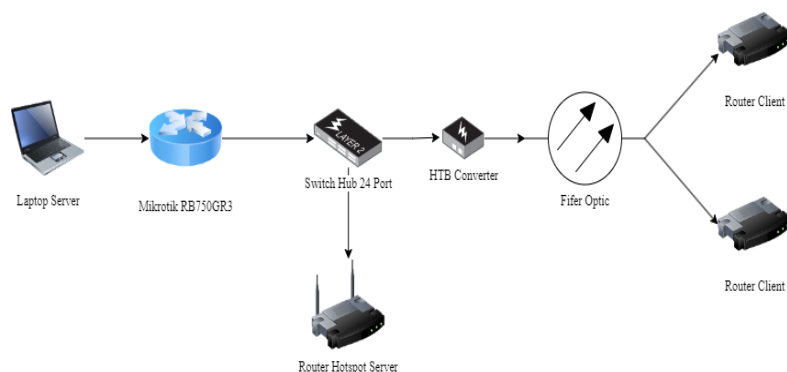 Router Client
LAYER 2
Laptop Server
Mikrotik RB750GR3
Switch Hub 24 Port
HTB Converter
Fifer Optic
Router Client
Router Hotspot Server